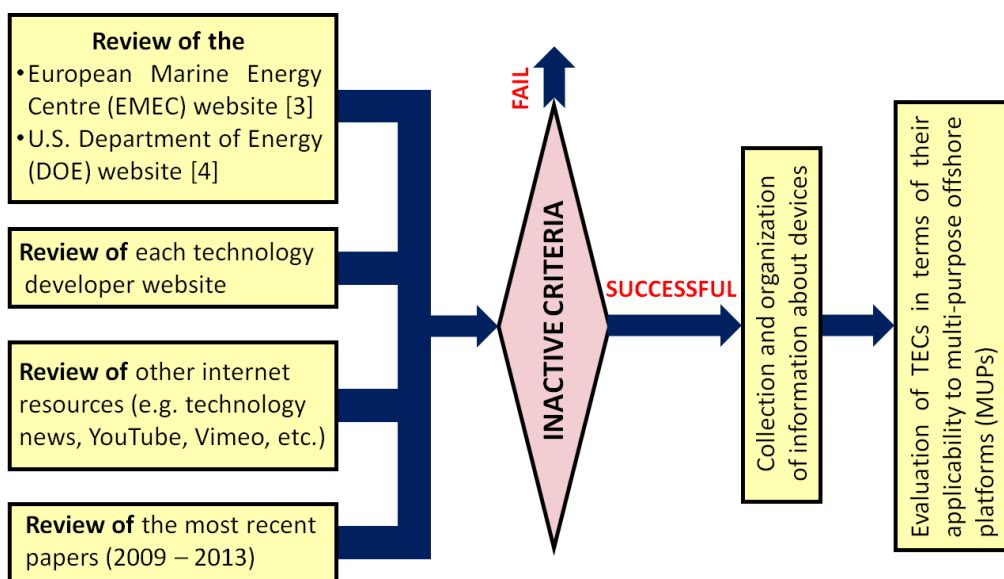 Review of the
•European Marine Energy
Centre (EMEC) website [3]
•U.S. Department of Energy
(DOE) website [4]
Review of each technology
developer website
Review of other internet
resources (e.g. technology
news, YouTube, Vimeo, etc.)
Review of the most recent
papers (2009 – 2013)
FAIL
INACTIVE CRITERIA
SUCCESSFUL
Collection and organization
of information about devices
Evaluation of TECs in terms of their
applicability to multi-purpose offshore
platforms (MUPs)